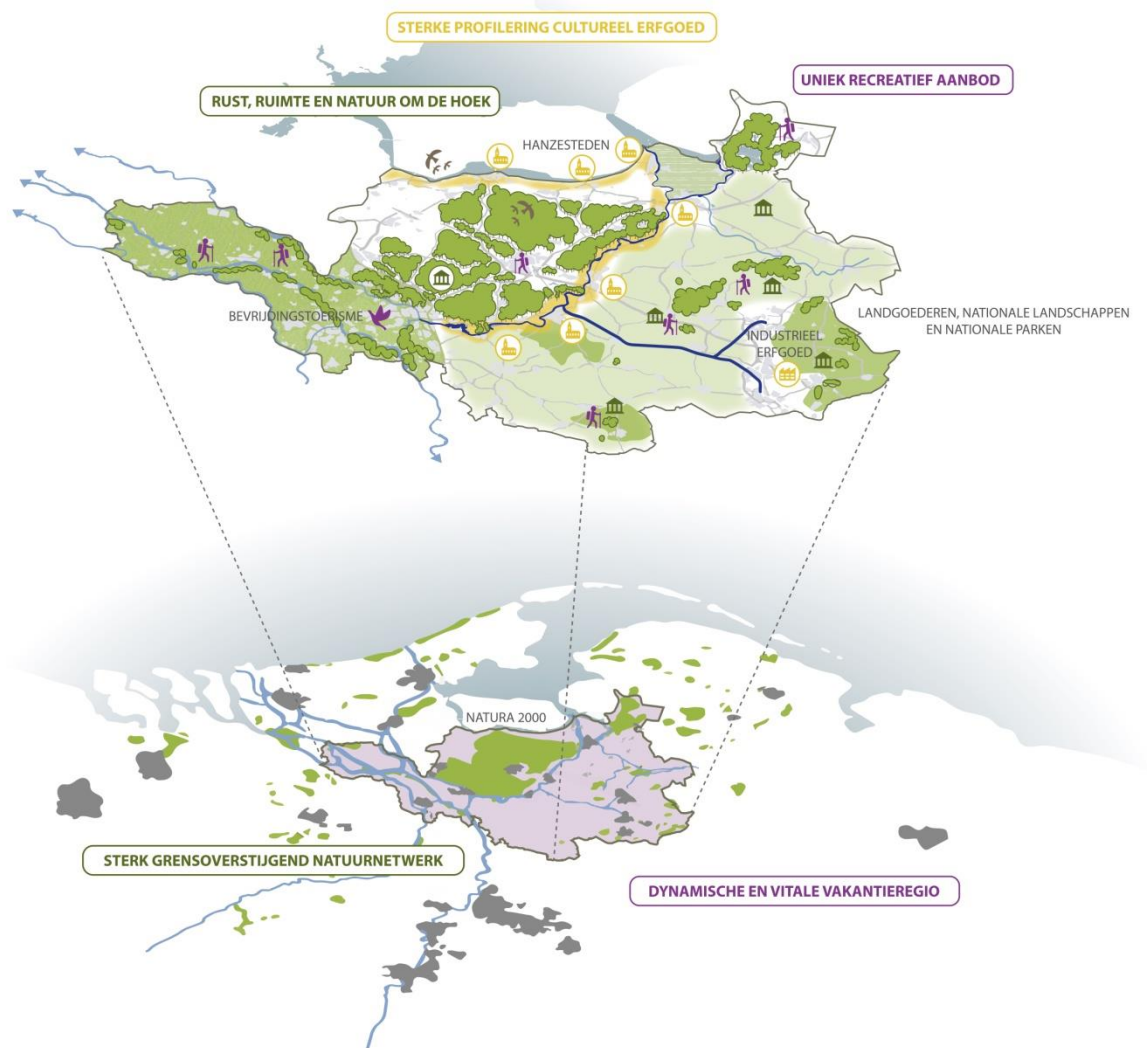 STERKE PROFILERING CULTUREEL ERFGOED
UNIEK RECREATIEF AANBOD
RUST, RUIMTE EN NATUUR OM DE HOEK
HANZESTEDEN
BEVRIJDINGSTOERISME
LANDGOEDEREN, NATIONALE LANDSCHAPPEN
EN NATIONALE PARKEN
INDUSTRIEEL
ERFGOED
NATURA 2000
STERK GRENSOVERSTIJGEND NATUURNETWERK
DYNAMISCHE EN VITALE VAKANTIEREGIO